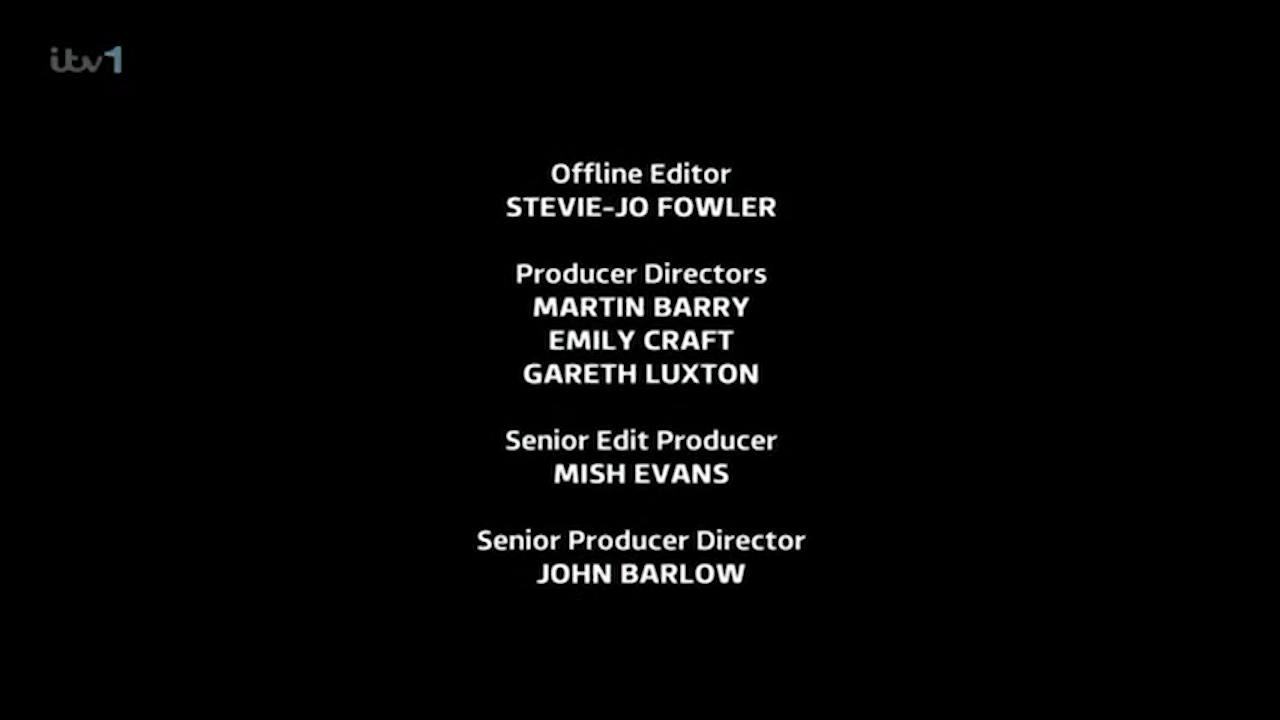 itv1
Offline Editor
STEVIE-JO FOWLER
Producer Directors
MARTIN BARRY
EMILY CRAFT
GARETH LUXTON
Senior Edit Producer
MISH EVANS
Senior Producer Director
JOHN BARLOW